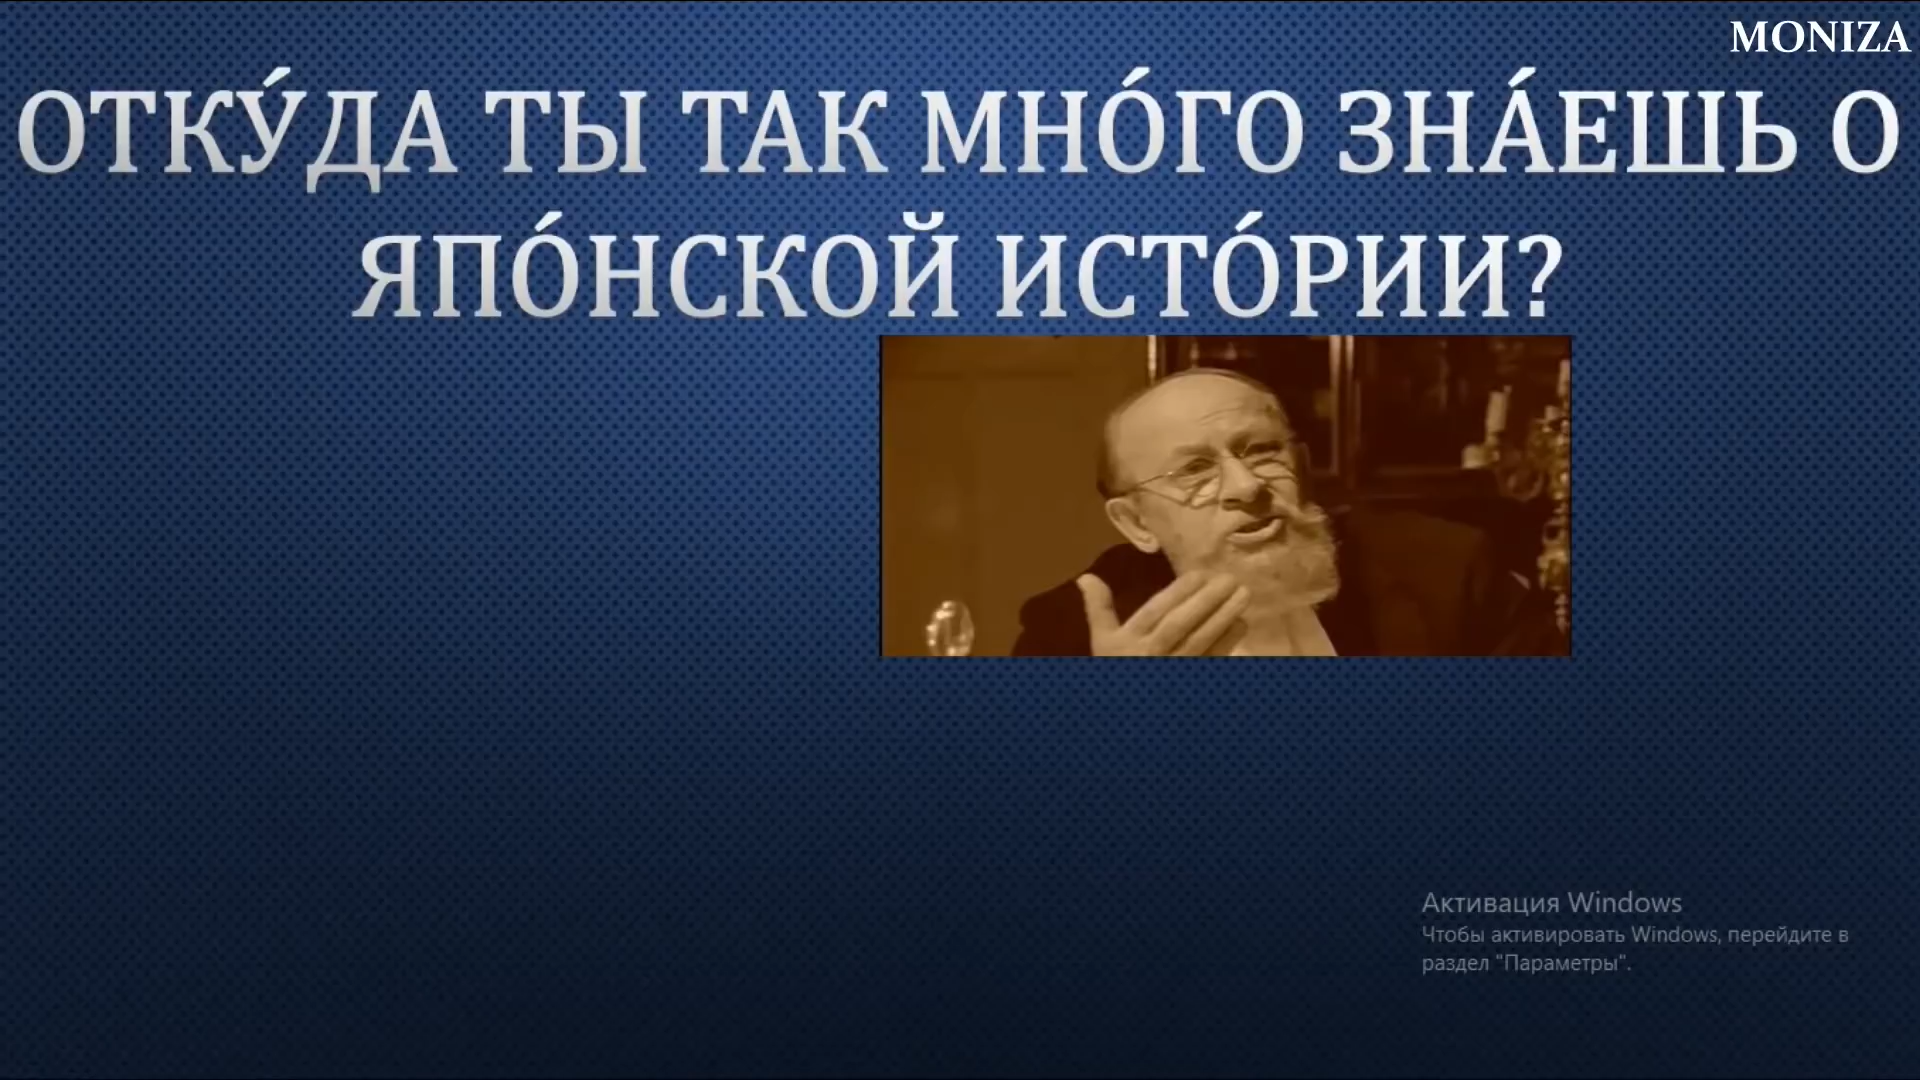 MONIZA
ОТКУ́ДА ТЫ ТАК МНО́ГО ЗНА́ЕШЬ О
ЯПО́НСКОЙ ИСТО́РИИ?
Активация Windows
Чтобы активировать Windows, перейдите в
раздел "Параметры".